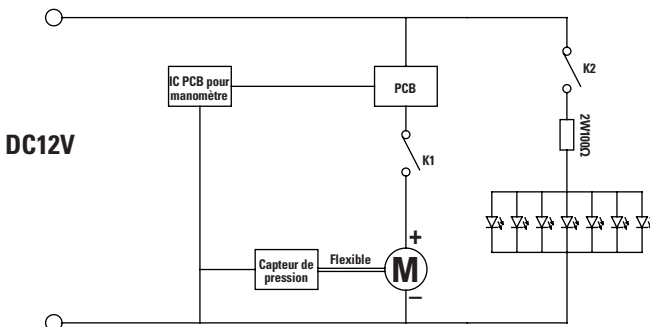 K2
IC PCB pour
manomètre
PCB
2W100Ω
DC12V
K1
+
Capteur de
pression
Flexible
M
–